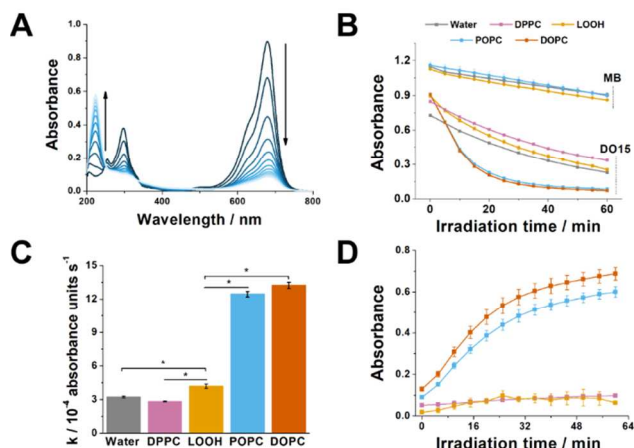 A
Absorbance
1.0
0.8
0.6
0.4
0.2
0.0
200 400 600 800
Wavelength / nm
B
Water DPPC LOOH
POPC DOPC
Absorbance
1.2
0.9
0.6
0.3
0.0
MB
DO15
0 10 20 30 40 50 60
Irradiation time / min
C
k / 10⁻⁴ absorbance units s⁻¹
15
12
9
6
3
0
* * * *
Water DPPC LOOH POPC DOPC
D
Absorbance
0.8
0.6
0.4
0.2
0.0
0 16 32 48 64
Irradiation time / min